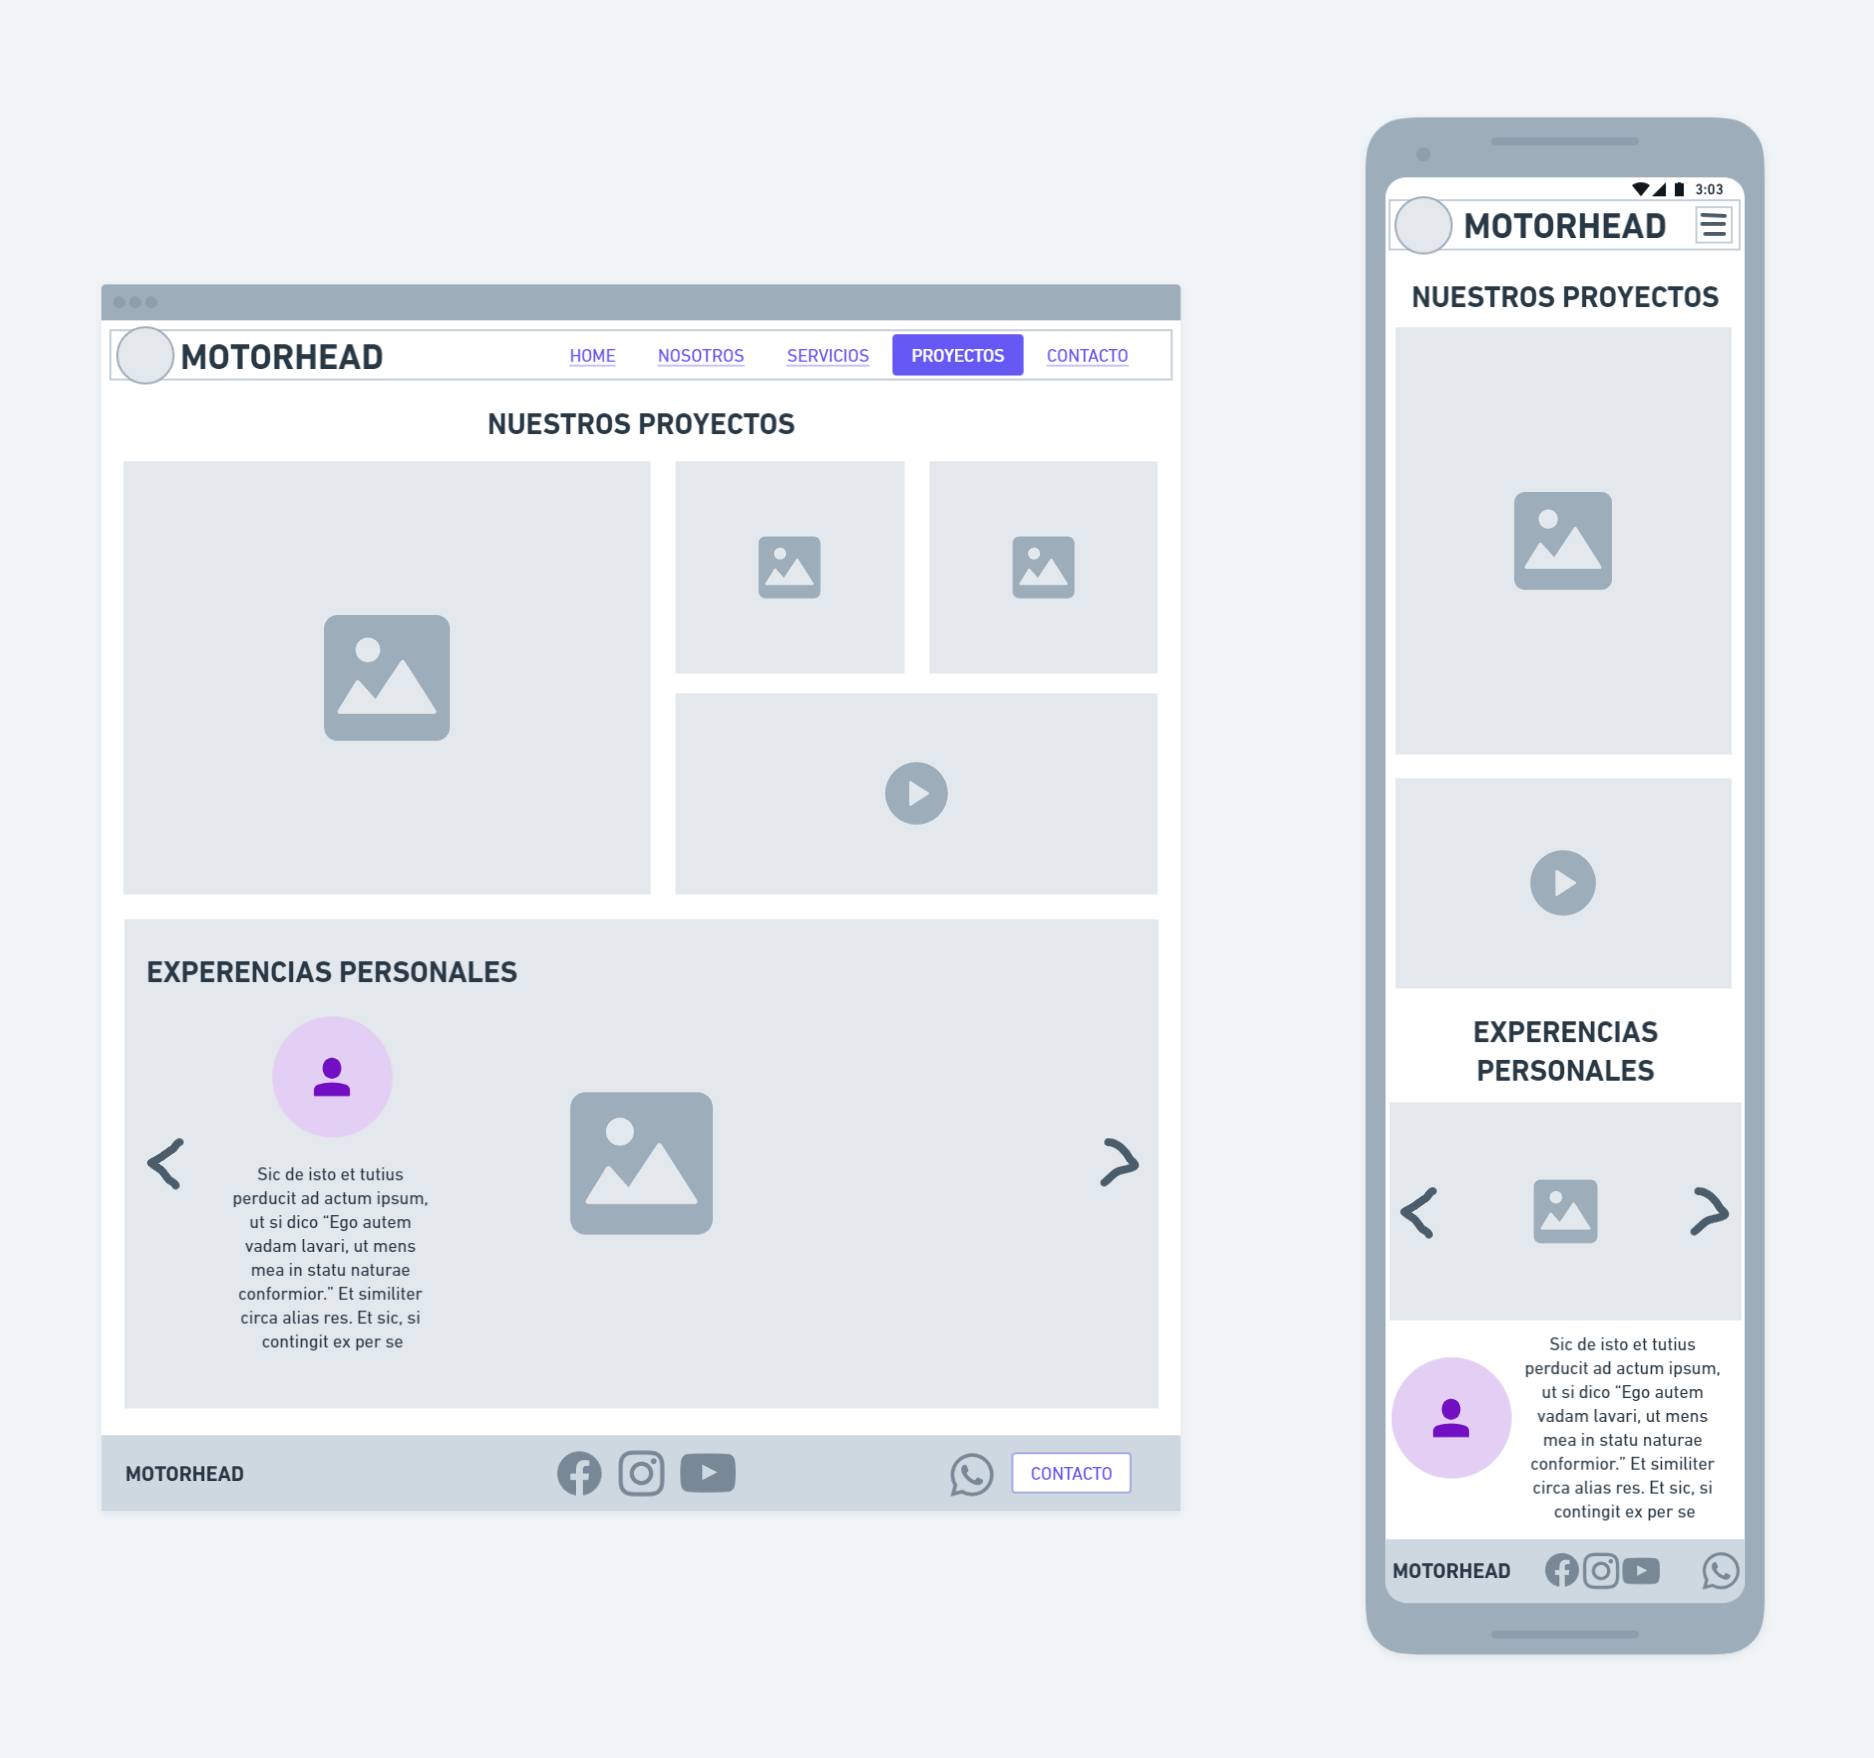 MOTORHEAD
HOME NOSOTROS SERVICIOS PROYECTOS CONTACTO
NUESTROS PROYECTOS
EXPERENCIAS PERSONALES
Sic de isto et tutius
perducit ad actum ipsum,
ut si dico “Ego autem
vadam lavari, ut mens
mea in statu naturae
conformior.” Et similiter
circa alias res. Et sic, si
contingit ex per se
MOTORHEAD
CONTACTO
3:03
MOTORHEAD
NUESTROS PROYECTOS
EXPERENCIAS
PERSONALES
Sic de isto et tutius
perducit ad actum ipsum,
ut si dico “Ego autem
vadam lavari, ut mens
mea in statu naturae
conformior.” Et similiter
circa alias res. Et sic, si
contingit ex per se
MOTORHEAD